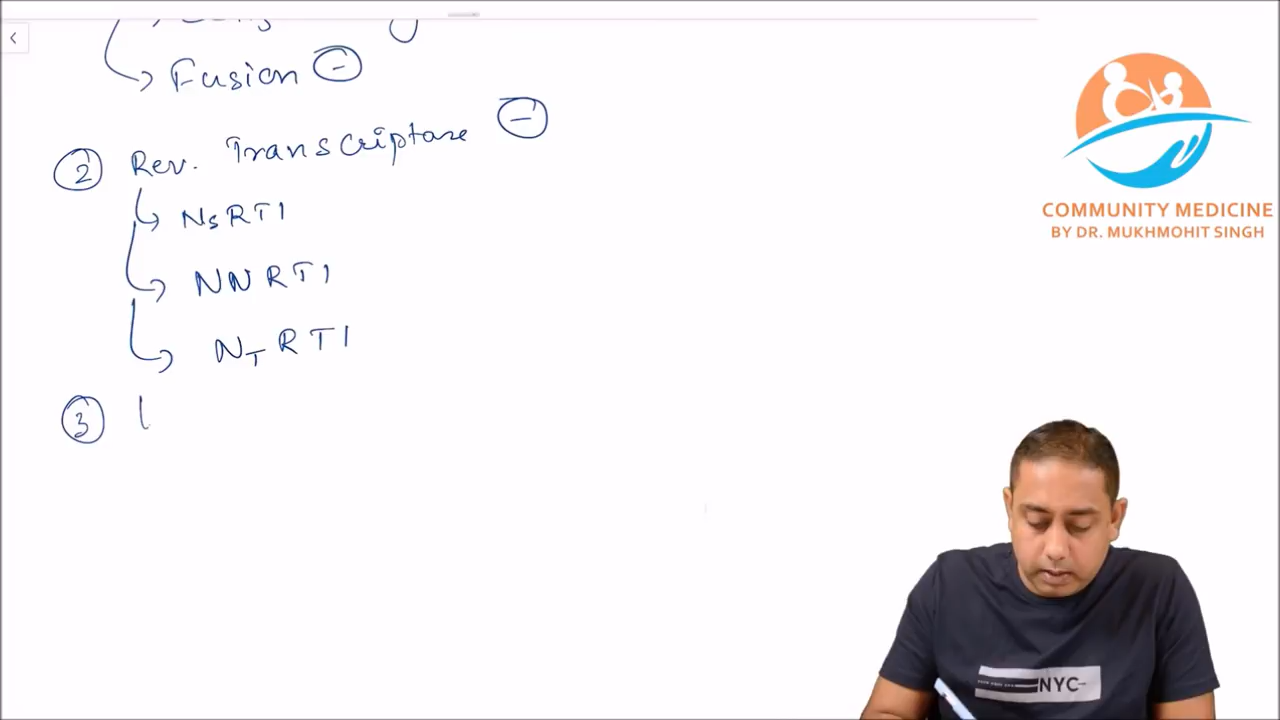 Fusion ⊖
② Rev. Transcriptase ⊖
NsRTI
NNRTI
NTRTI
③ I
COMMUNITY MEDICINE
BY DR. MUKHMOHIT SINGH
NYC